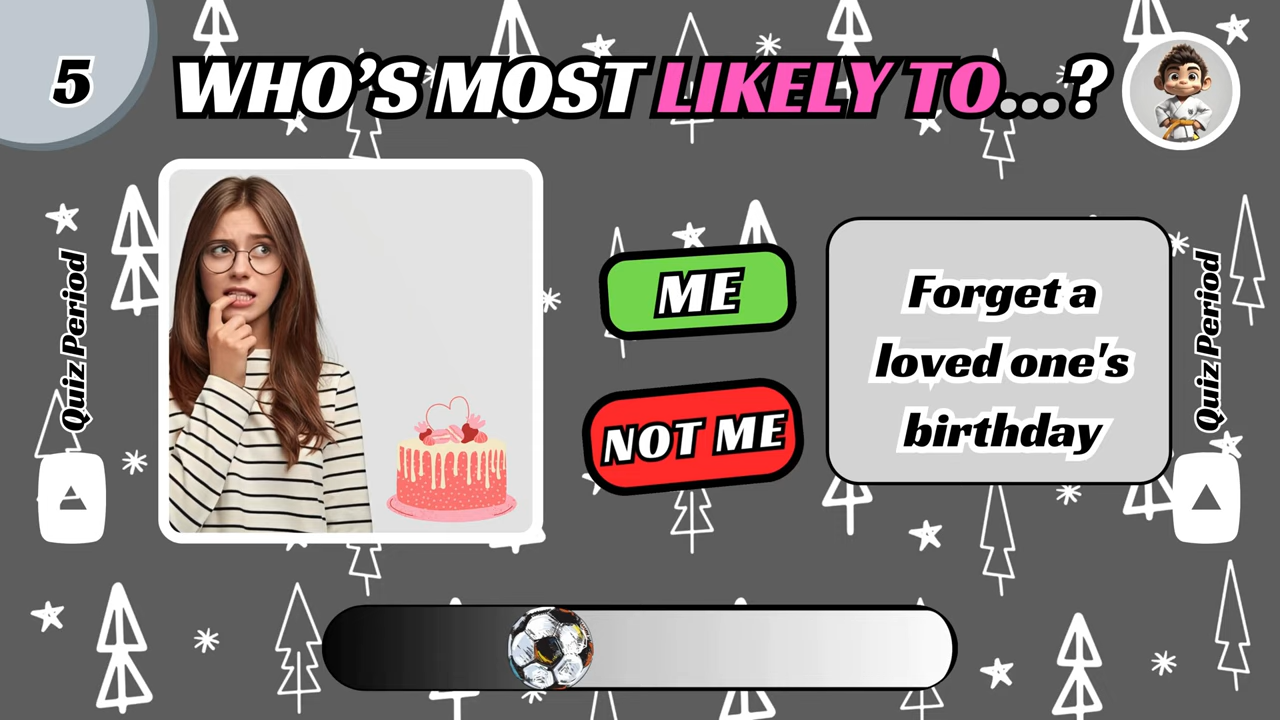 5
WHO'S MOST LIKELY TO...?
Quiz Period
ME
NOT ME
Forget a
loved one's
birthday
Quiz Period